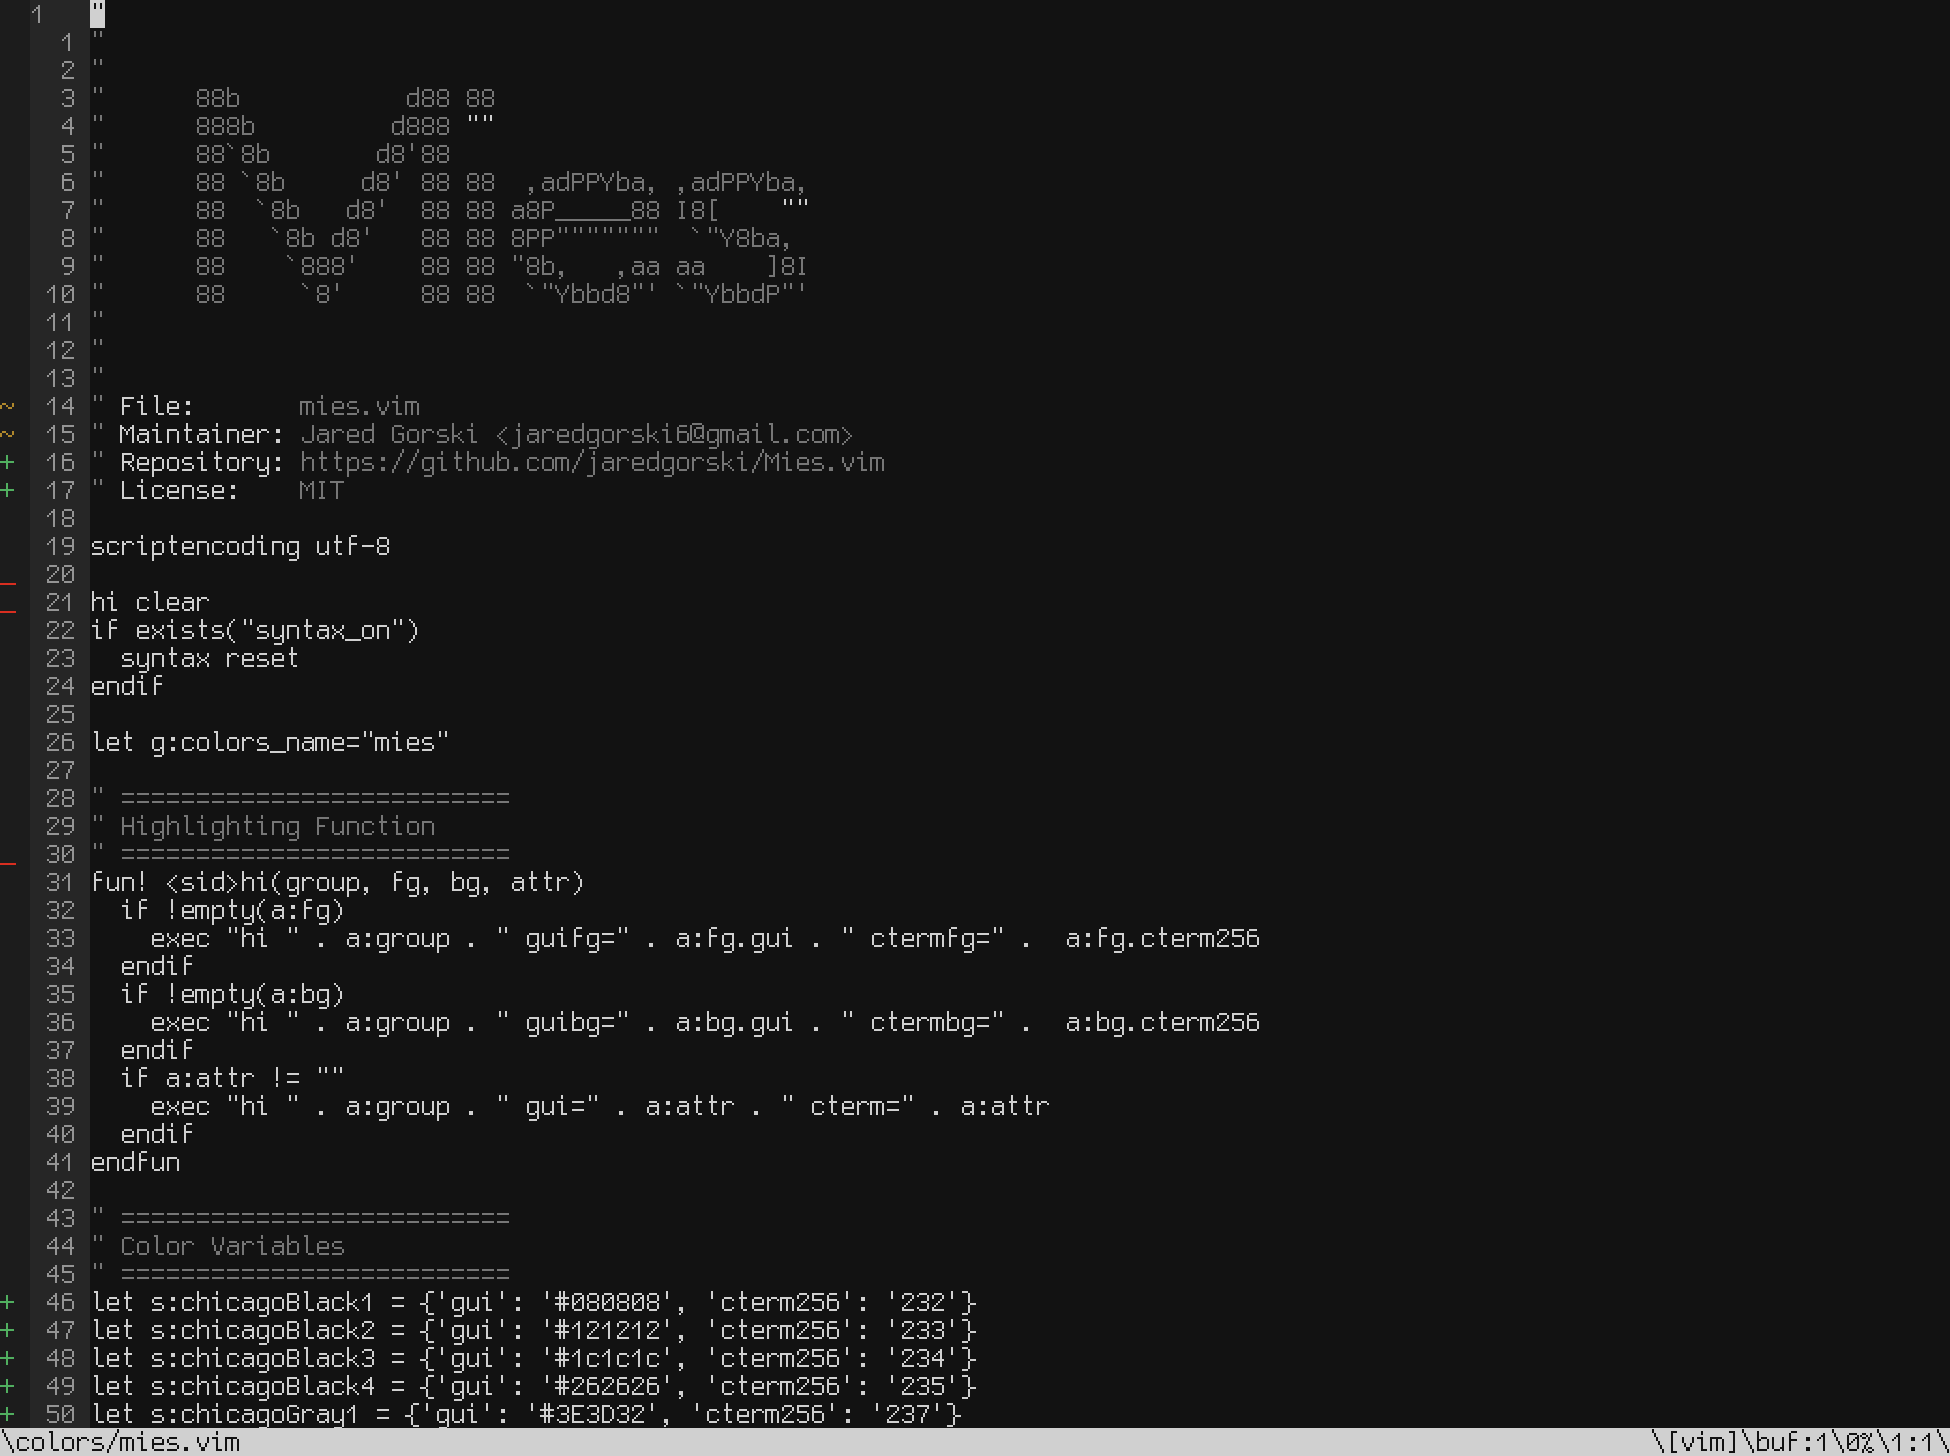 1   "
  1 "
  2 "
  3 "      88b           d88 88
  4 "      888b         d888 ""
  5 "      88`8b       d8'88
  6 "      88 `8b     d8' 88 88  ,adPPYba, ,adPPYba,
  7 "      88  `8b   d8'  88 88 a8P_____88 I8[    ""
  8 "      88   `8b d8'   88 88 8PP"""""""  `"Y8ba,
  9 "      88    `888'    88 88 "8b,   ,aa aa    ]8I
 10 "      88     `8'     88 88  `"Ybbd8"' `"YbbdP"'
 11 "
 12 "
 13 "
~ 14 " File:       mies.vim
~ 15 " Maintainer: Jared Gorski <jaredgorski6@gmail.com>
+ 16 " Repository: https://github.com/jaredgorski/Mies.vim
+ 17 " License:    MIT
 18
 19 scriptencoding utf-8
_ 20
_ 21 hi clear
 22 if exists("syntax_on")
 23   syntax reset
 24 endif
 25
 26 let g:colors_name="mies"
 27
 28 " ==========================
 29 " Highlighting Function
_ 30 " ==========================
 31 fun! <sid>hi(group, fg, bg, attr)
 32   if !empty(a:fg)
 33     exec "hi " . a:group . " guifg=" . a:fg.gui . " ctermfg=" .  a:fg.cterm256
 34   endif
 35   if !empty(a:bg)
 36     exec "hi " . a:group . " guibg=" . a:bg.gui . " ctermbg=" .  a:bg.cterm256
 37   endif
 38   if a:attr != ""
 39     exec "hi " . a:group . " gui=" . a:attr . " cterm=" . a:attr
 40   endif
 41 endfun
 42
 43 " ==========================
 44 " Color Variables
 45 " ==========================
+ 46 let s:chicagoBlack1 = {'gui': '#080808', 'cterm256': '232'}
+ 47 let s:chicagoBlack2 = {'gui': '#121212', 'cterm256': '233'}
+ 48 let s:chicagoBlack3 = {'gui': '#1c1c1c', 'cterm256': '234'}
+ 49 let s:chicagoBlack4 = {'gui': '#262626', 'cterm256': '235'}
+ 50 let s:chicagoGray1 = {'gui': '#3E3D32', 'cterm256': '237'}
\colors/mies.vim \[vim]\buf:1\0%\1:1\